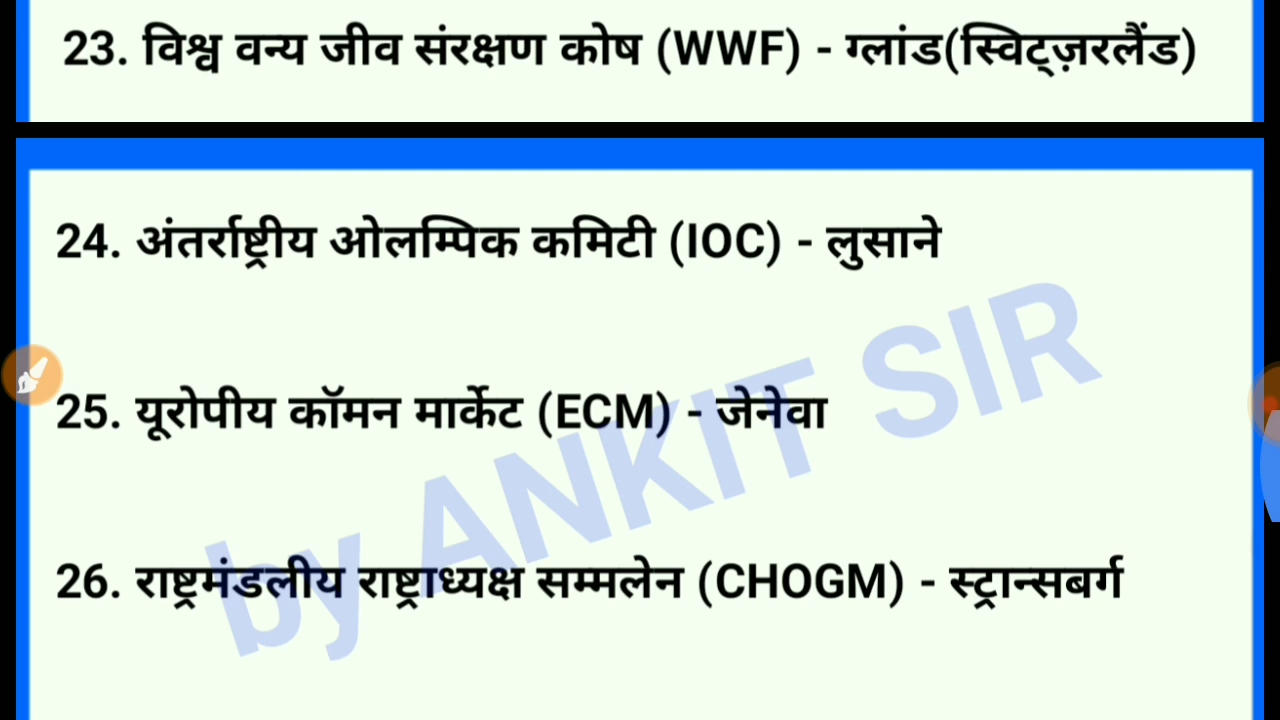 23. विश्व वन्य जीव संरक्षण कोष (WWF) - ग्लांड(स्विट्ज़रलैंड)
24. अंतर्राष्ट्रीय ओलम्पिक कमिटी (IOC) - लुसाने
25. यूरोपीय कॉमन मार्केट (ECM) - जेनेवा
26. राष्ट्रमंडलीय राष्ट्राध्यक्ष सम्मलेन (CHOGM) - स्ट्रान्सबर्ग
by ANKIT SIR